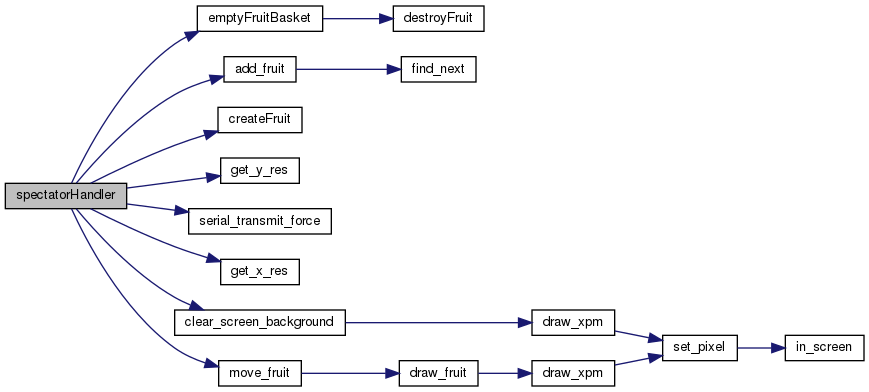 emptyFruitBasket
destroyFruit
add_fruit
find_next
createFruit
get_y_res
spectatorHandler
serial_transmit_force
get_x_res
clear_screen_background
draw_xpm
set_pixel
in_screen
move_fruit
draw_fruit
draw_xpm